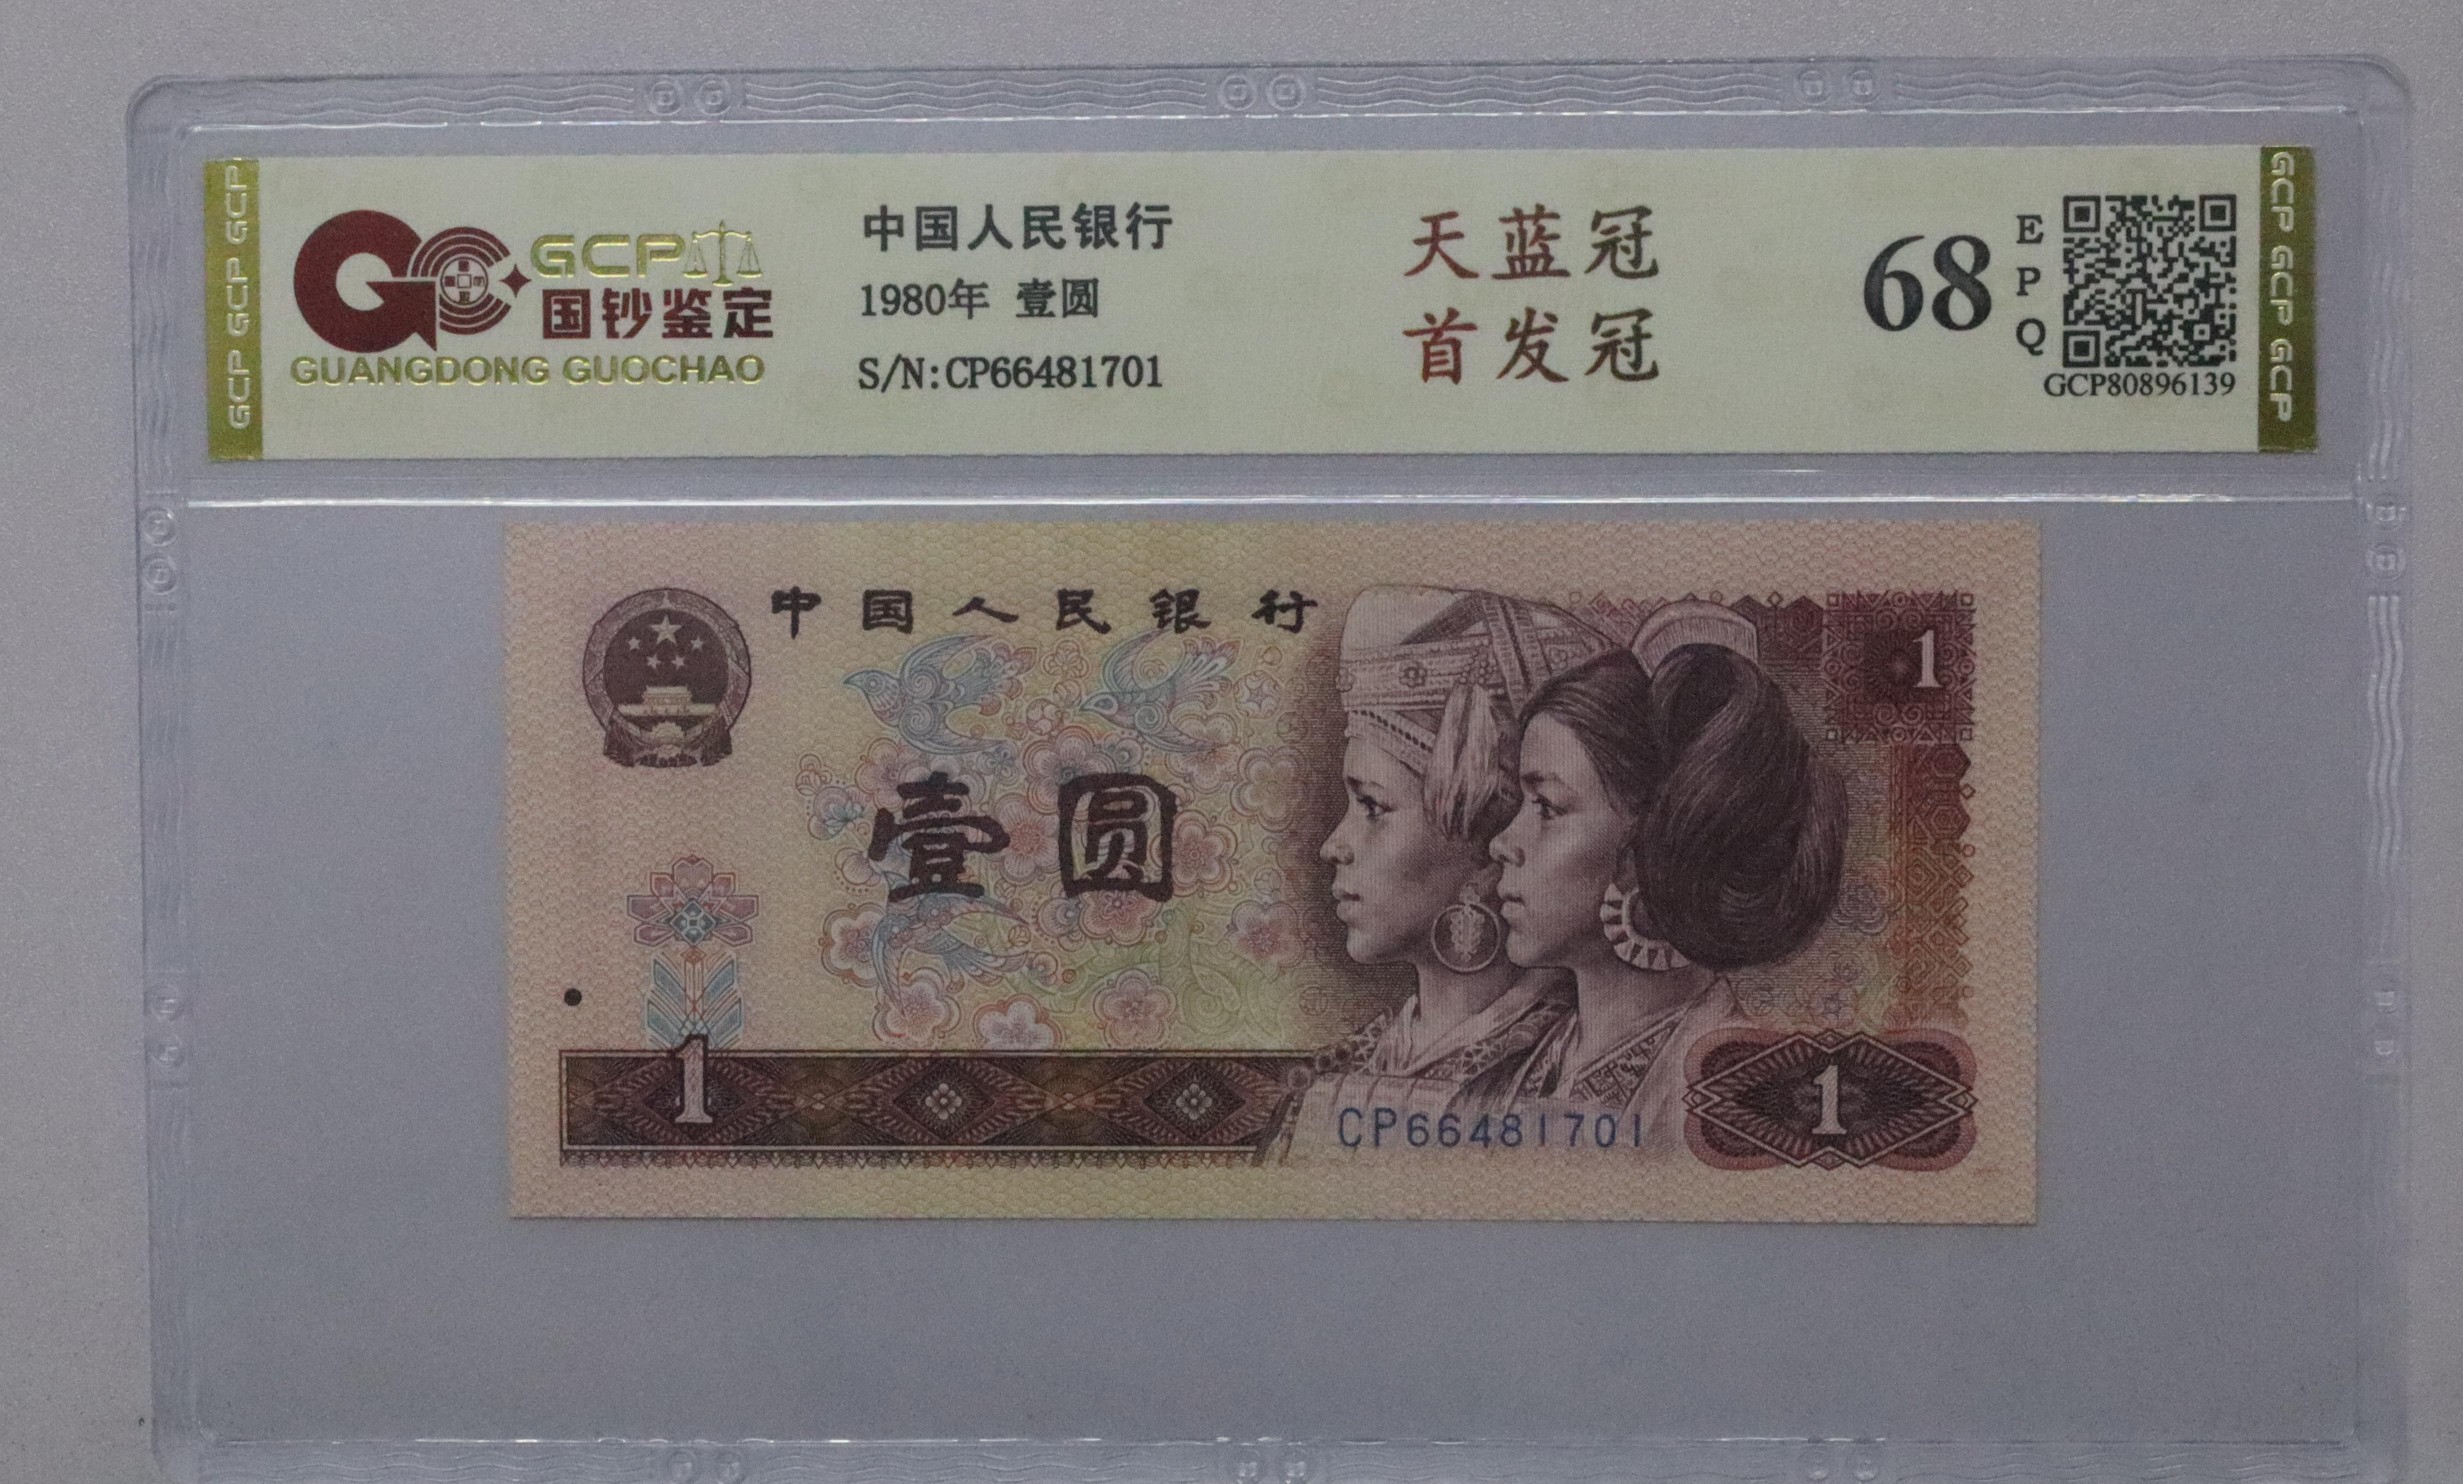 GCP GCP GCP
GCP
国钞鉴定
GUANGDONG GUOCHAO
中国人民银行
1980年 壹圆
S/N:CP66481701
天蓝冠
首发冠
68
E
P
Q
GCP80896139
GCP GCP GCP
中国人民银行
1
壹圆
1
CP66481701
1